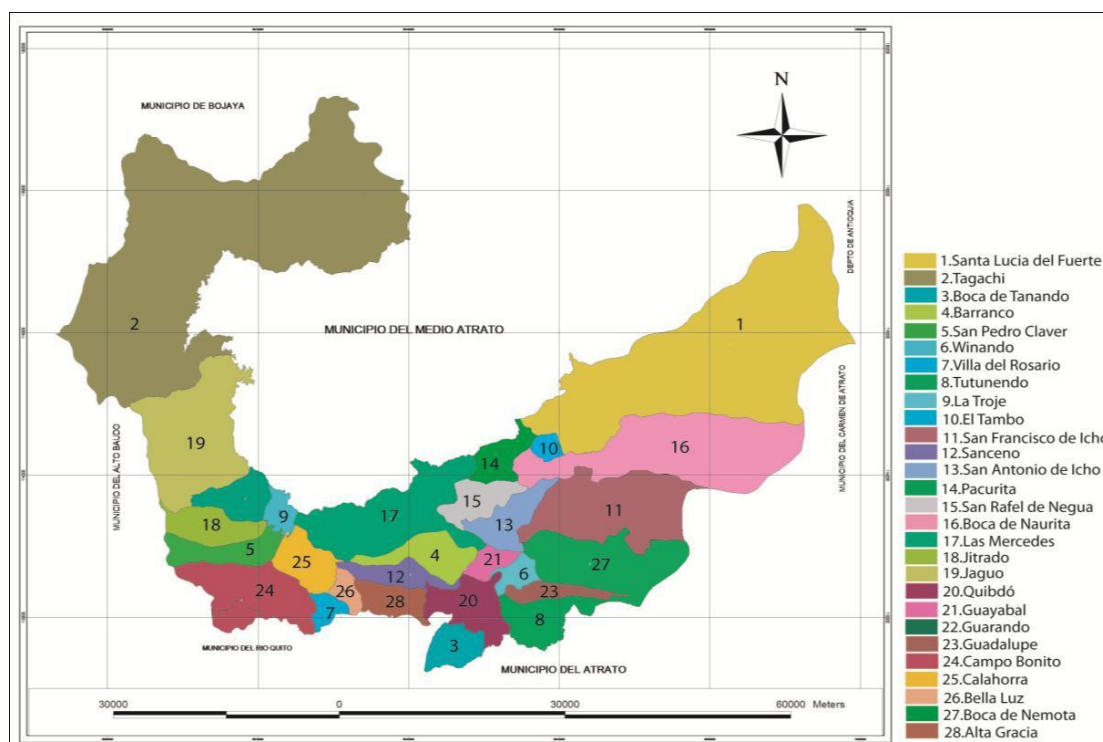 MUNICIPIO DE BOJAYA
N
DEPTO DE ANTIOQUIA
1
2
MUNICIPIO DEL MEDIO ATRATO
MUNICIPIO DEL CARMEN DE ATRATO
MUNICIPIO DEL ALTO BAUDO
19
10
16
14
15
11
9
17
13
18
5
25
4
21
27
12
6
24
26
28
20
23
7
8
3
MUNICIPIO DEL RIO QUITO
MUNICIPIO DEL ATRATO
30000 0 30000 60000 Meters
1.Santa Lucia del Fuerte
2.Tagachi
3.Boca de Tanando
4.Barranco
5.San Pedro Claver
6.Winando
7.Villa del Rosario
8.Tutunendo
9.La Troje
10.El Tambo
11.San Francisco de Icho
12.Sanceno
13.San Antonio de Icho
14.Pacurita
15.San Rafel de Negua
16.Boca de Naurita
17.Las Mercedes
18.Jitrado
19.Jaguo
20.Quibdó
21.Guayabal
22.Guarando
23.Guadalupe
24.Campo Bonito
25.Calahorra
26.Bella Luz
27.Boca de Nemota
28.Alta Gracia